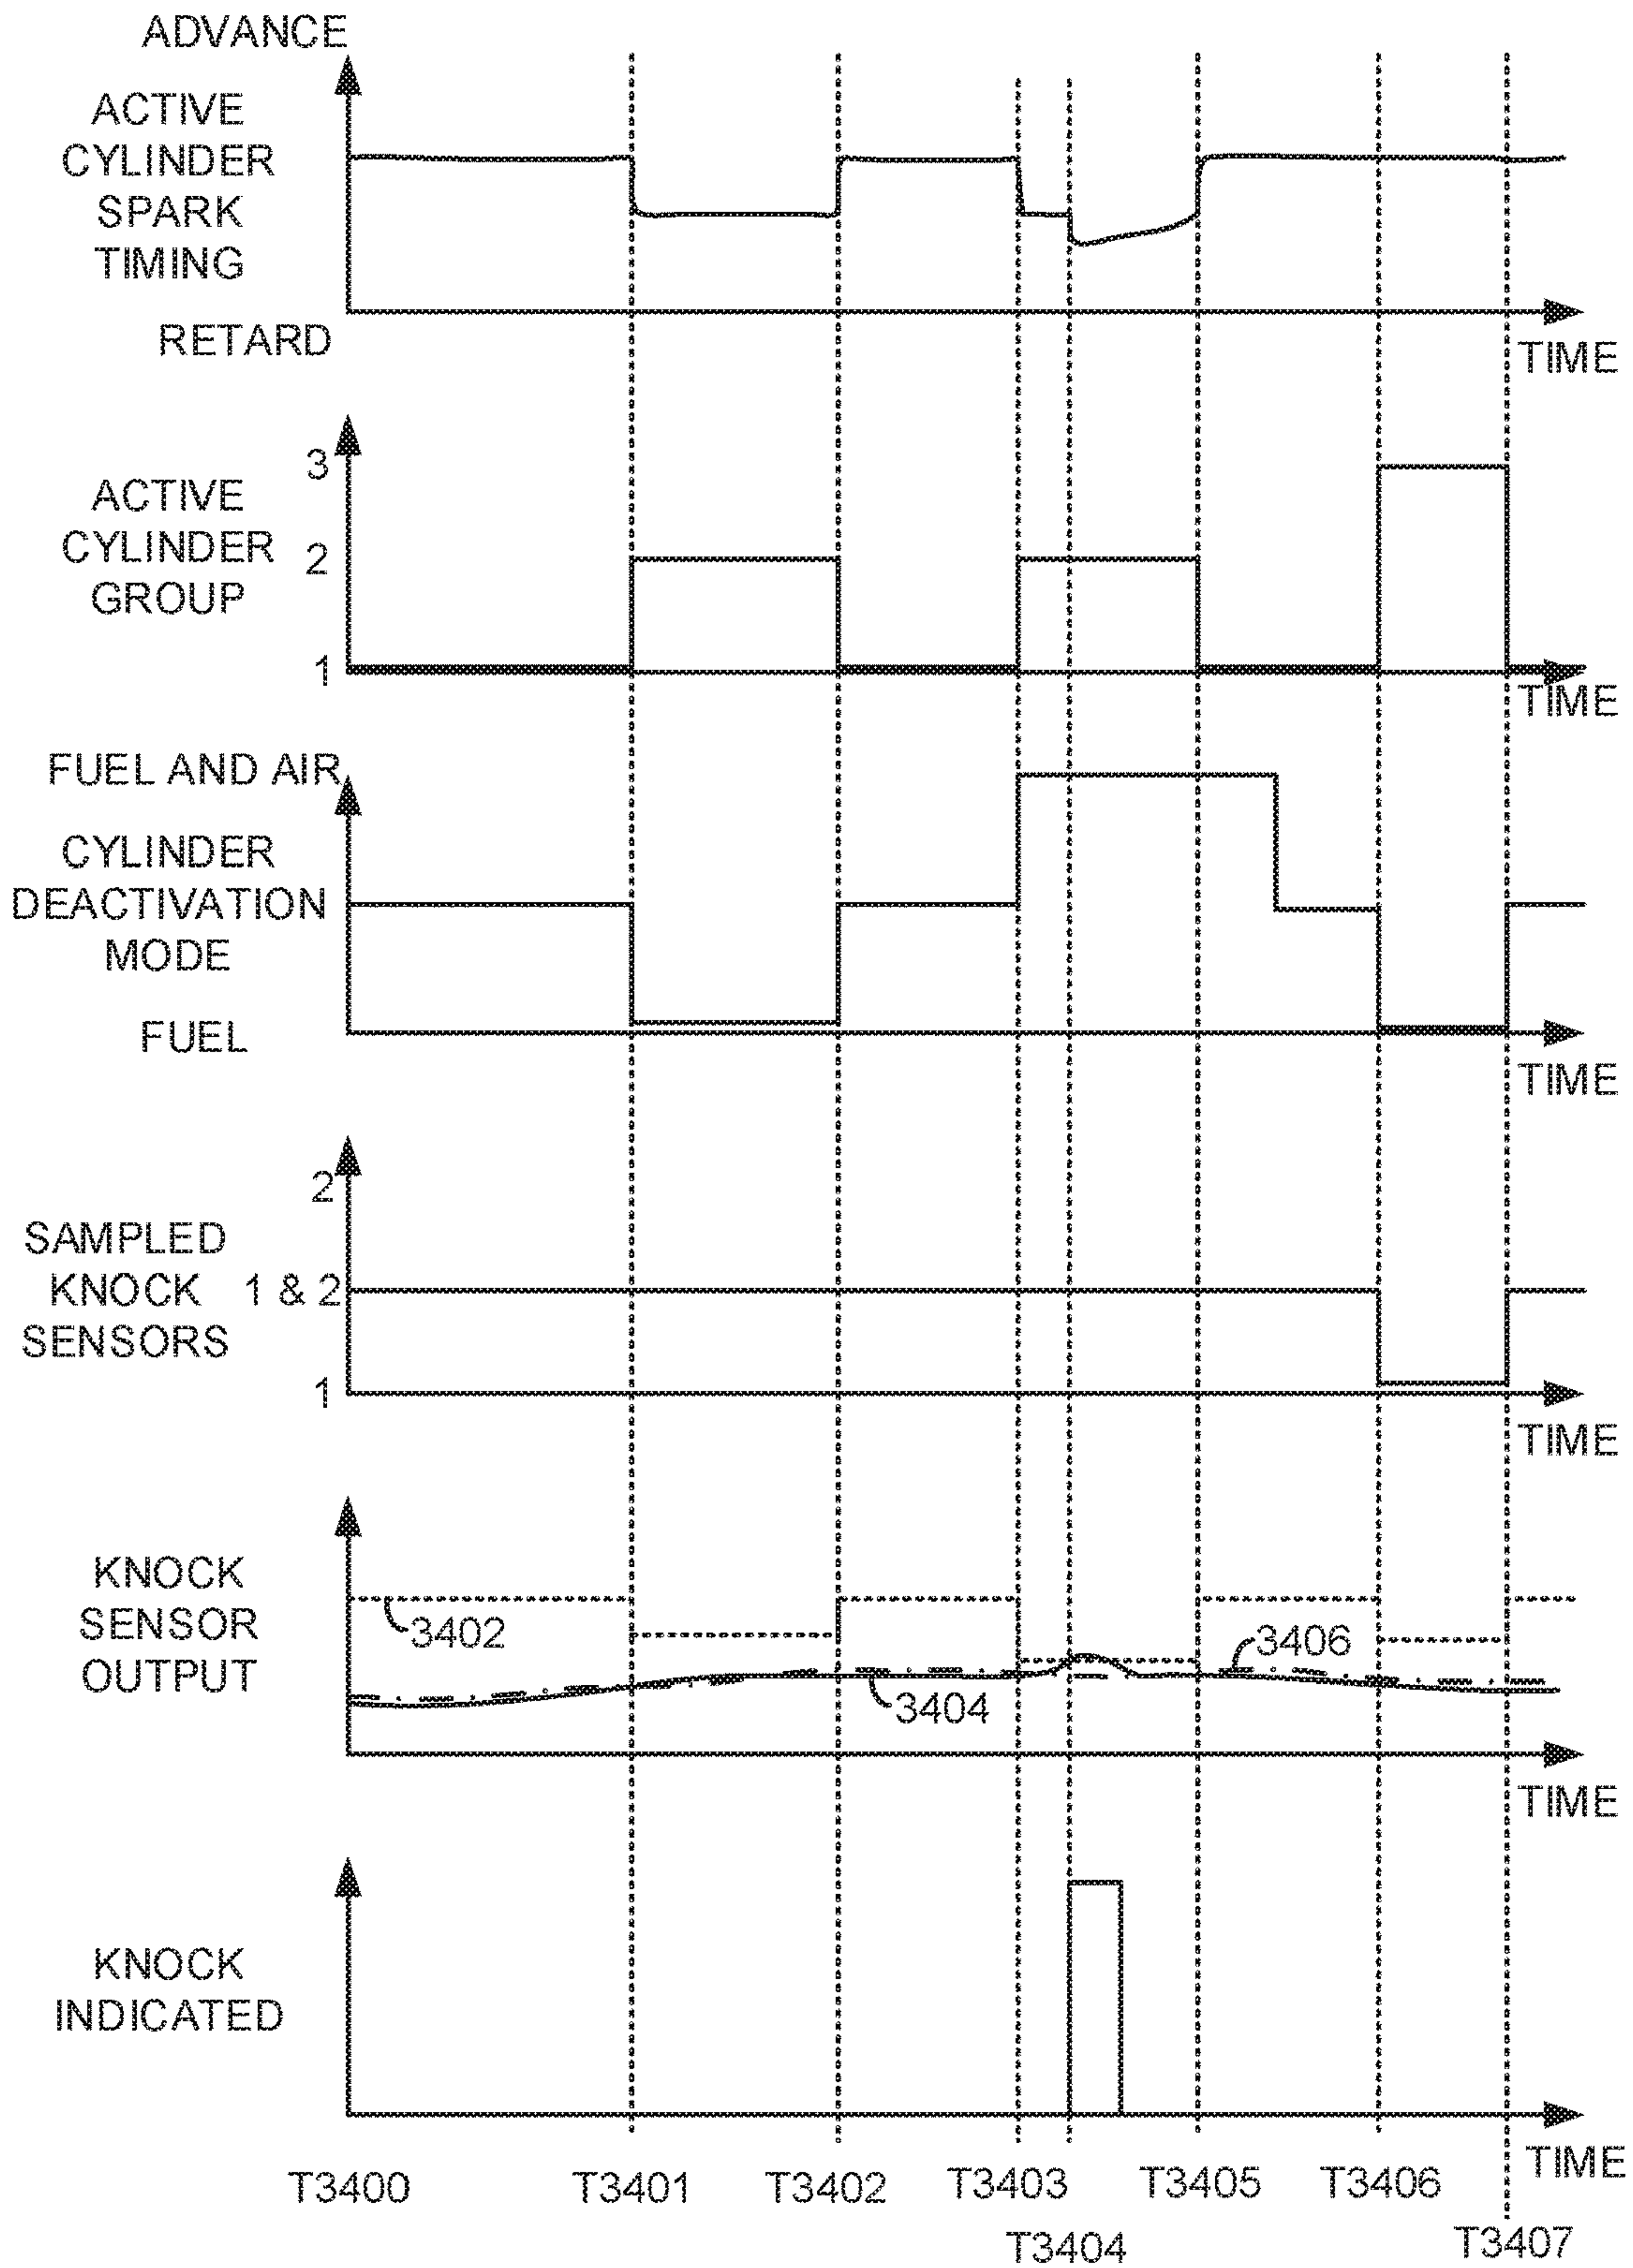 ADVANCE
ACTIVE
CYLINDER
SPARK
TIMING
RETARD
TIME
3
ACTIVE
CYLINDER 2
GROUP
1
TIME
FUEL AND AIR
CYLINDER
DEACTIVATION
MODE
FUEL
TIME
2
SAMPLED
KNOCK 1 & 2
SENSORS
1
TIME
KNOCK
SENSOR
OUTPUT
3402
3406
3404
TIME
KNOCK
INDICATED
TIME
T3400 T3401 T3402 T3403 T3405 T3406
T3404 T3407